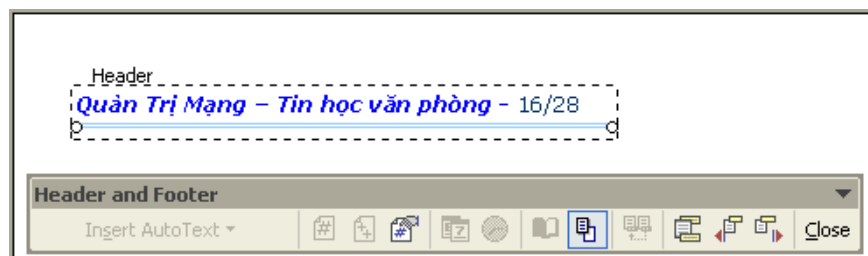 Header
Quản Trị Mạng – Tin học văn phòng - 16/28
Header and Footer
Insert AutoText
Close